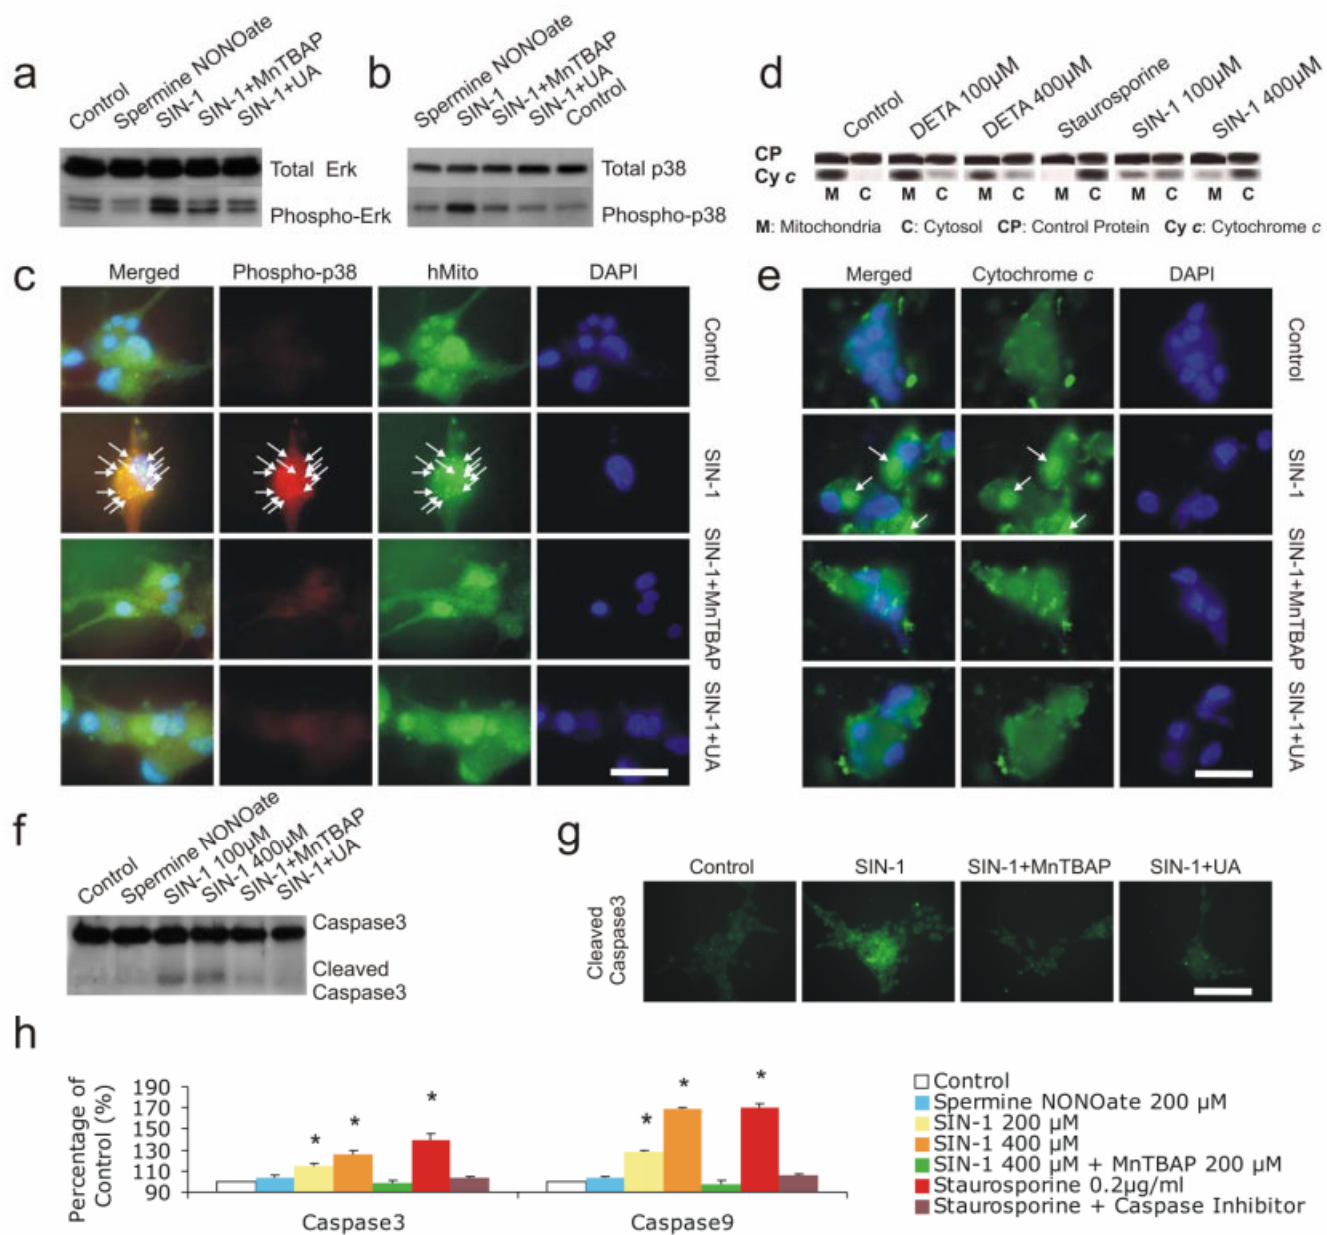 a
Control
Spermine NONOate
SIN-1
SIN-1+MnTBAP
SIN-1+UA
Total Erk
Phospho-Erk
b
Spermine NONOate
SIN-1
SIN-1+MnTBAP
SIN-1+UA
Control
Total p38
Phospho-p38
d
Control
DETA 100µM
DETA 400µM
Staurosporine
SIN-1 100µM
SIN-1 400µM
CP
Cy c
M C M C M C M C M C M C
M: Mitochondria C: Cytosol CP: Control Protein Cy c: Cytochrome c
c
Merged Phospho-p38 hMito DAPI
Control
SIN-1
SIN-1+MnTBAP
SIN-1+UA
e
Merged Cytochrome c DAPI
Control
SIN-1
SIN-1+MnTBAP
SIN-1+UA
f
Control
Spermine NONOate
SIN-1 100µM
SIN-1 400µM
SIN-1+MnTBAP
SIN-1+UA
Caspase3
Cleaved
Caspase3
g
Control SIN-1 SIN-1+MnTBAP SIN-1+UA
Cleaved
Caspase3
h
Percentage of
Control (%)
190
170
150
130
110
90
* * *
* * *
Caspase3 Caspase9
Control
Spermine NONOate 200 µM
SIN-1 200 µM
SIN-1 400 µM
SIN-1 400 µM + MnTBAP 200 µM
Staurosporine 0.2µg/ml
Staurosporine + Caspase Inhibitor